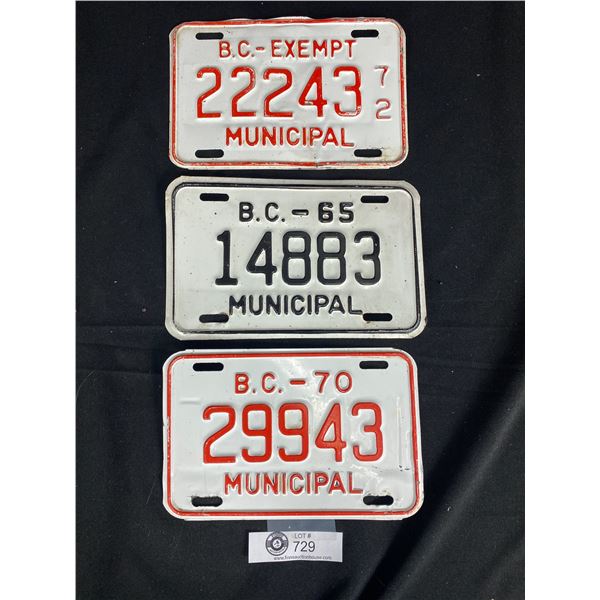 B.C.-EXEMPT
22243 72
MUNICIPAL
B.C.-65
14883
MUNICIPAL
B.C.-70
29943
MUNICIPAL
LOT #
729